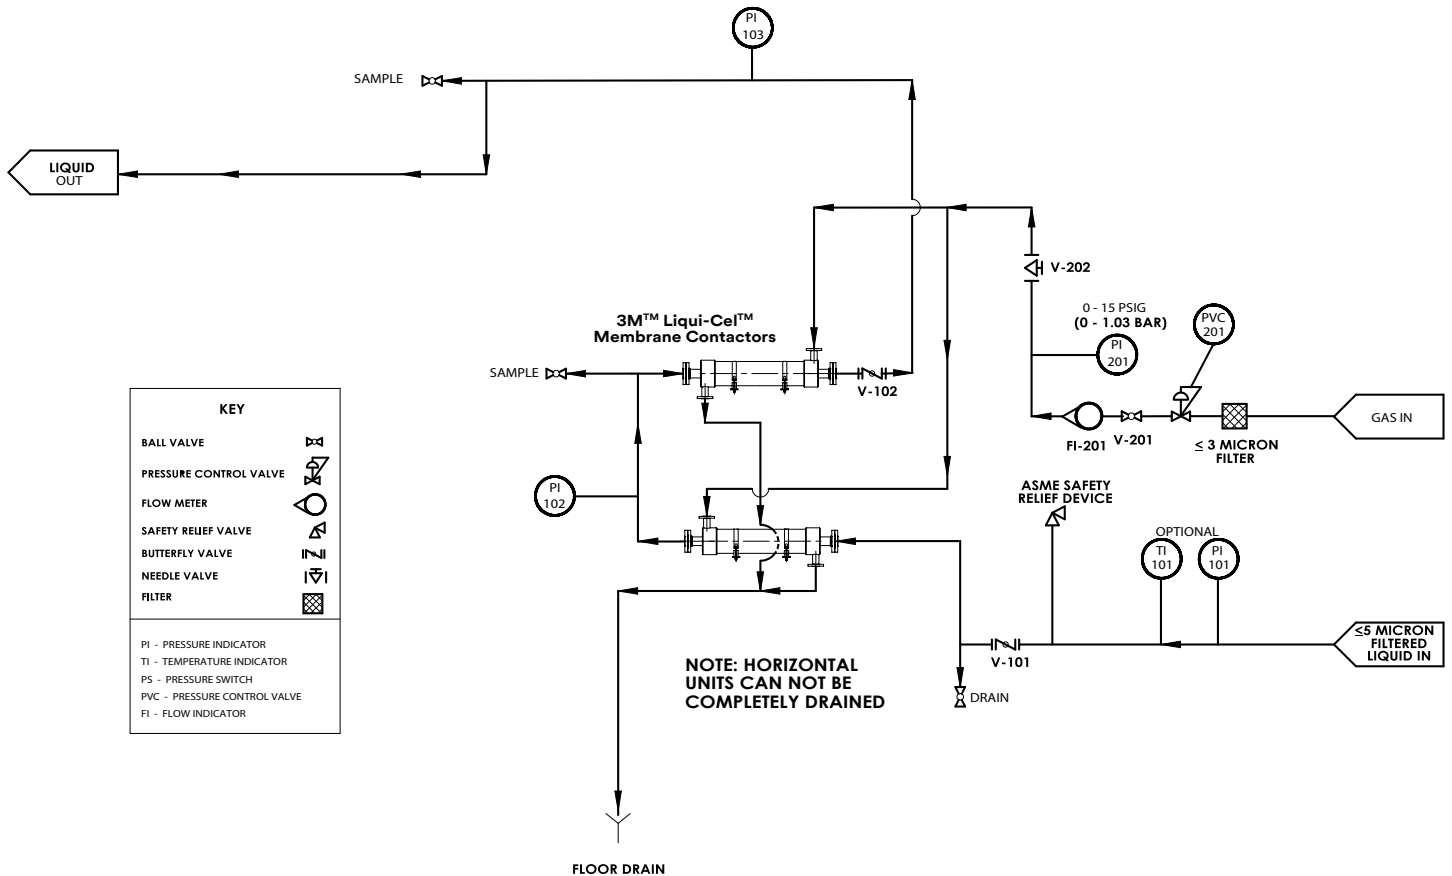 PI
103
SAMPLE
LIQUID
OUT
V-202
0 - 15 PSIG
(0 - 1.03 BAR)
PVC
201
PI
201
3M™ Liqui-Cel™
Membrane Contactors
SAMPLE
V-102
GAS IN
FI-201
V-201
≤ 3 MICRON
FILTER
KEY
BALL VALVE
PRESSURE CONTROL VALVE
FLOW METER
SAFETY RELIEF VALVE
BUTTERFLY VALVE
NEEDLE VALVE
FILTER
PI - PRESSURE INDICATOR
TI - TEMPERATURE INDICATOR
PS - PRESSURE SWITCH
PVC - PRESSURE CONTROL VALVE
FI - FLOW INDICATOR
PI
102
ASME SAFETY
RELIEF DEVICE
OPTIONAL
TI
101
PI
101
≤5 MICRON
FILTERED
LIQUID IN
V-101
DRAIN
NOTE: HORIZONTAL
UNITS CAN NOT BE
COMPLETELY DRAINED
FLOOR DRAIN